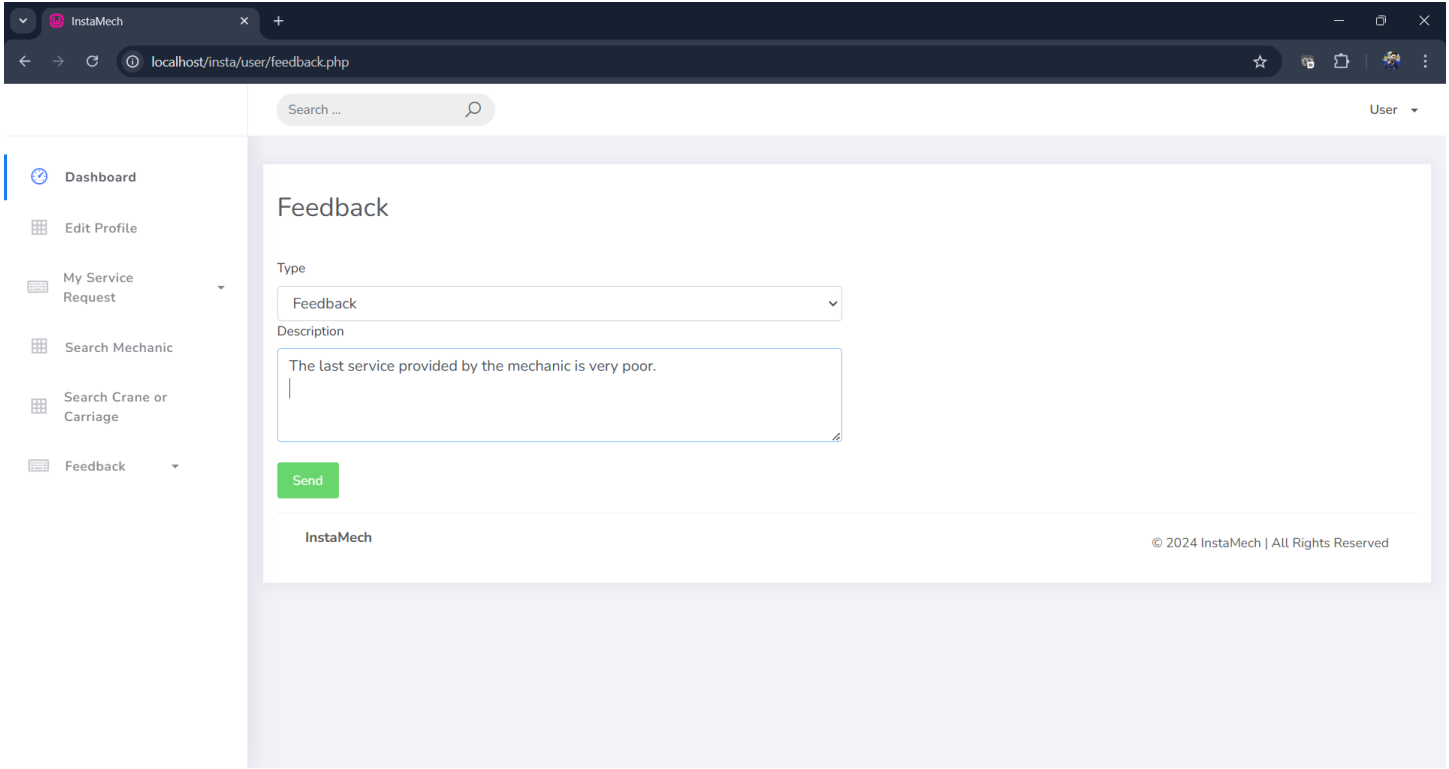 InstaMech
localhost/insta/user/feedback.php
Search ...
User
Dashboard
Edit Profile
My Service
Request
Search Mechanic
Search Crane or
Carriage
Feedback
Feedback
Type
Feedback
Description
The last service provided by the mechanic is very poor.
Send
InstaMech
© 2024 InstaMech | All Rights Reserved